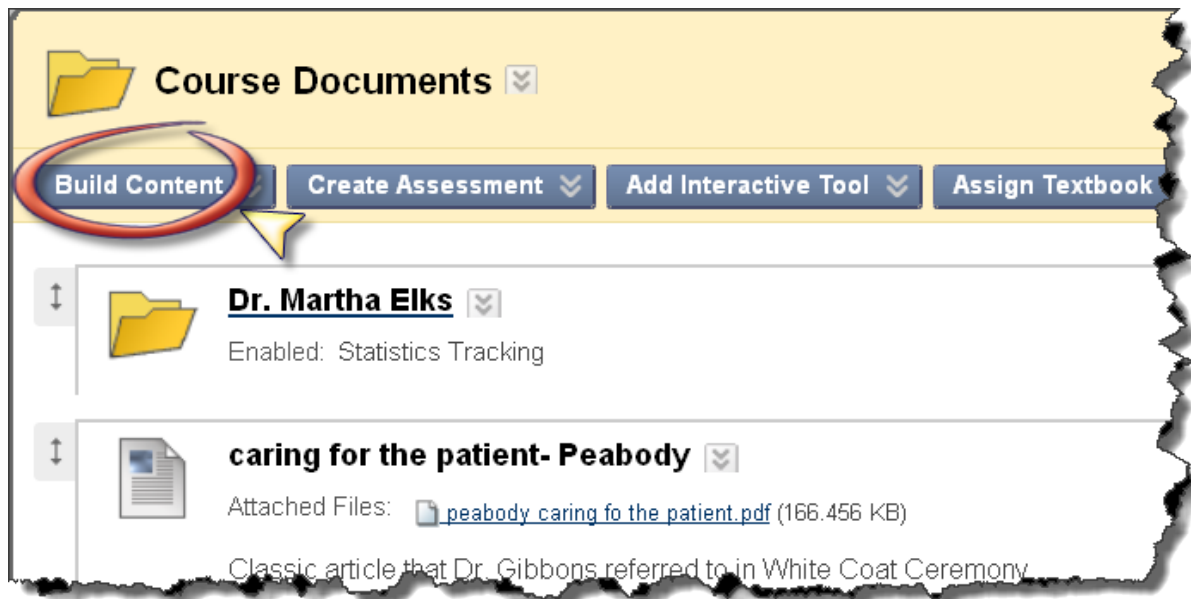 Course Documents
Build Content Create Assessment Add Interactive Tool Assign Textbook
Dr. Martha Elks
Enabled: Statistics Tracking
caring for the patient- Peabody
Attached Files: peabody caring fo the patient.pdf (166.456 KB)
Classic article that Dr. Gibbons referred to in White Coat Ceremony